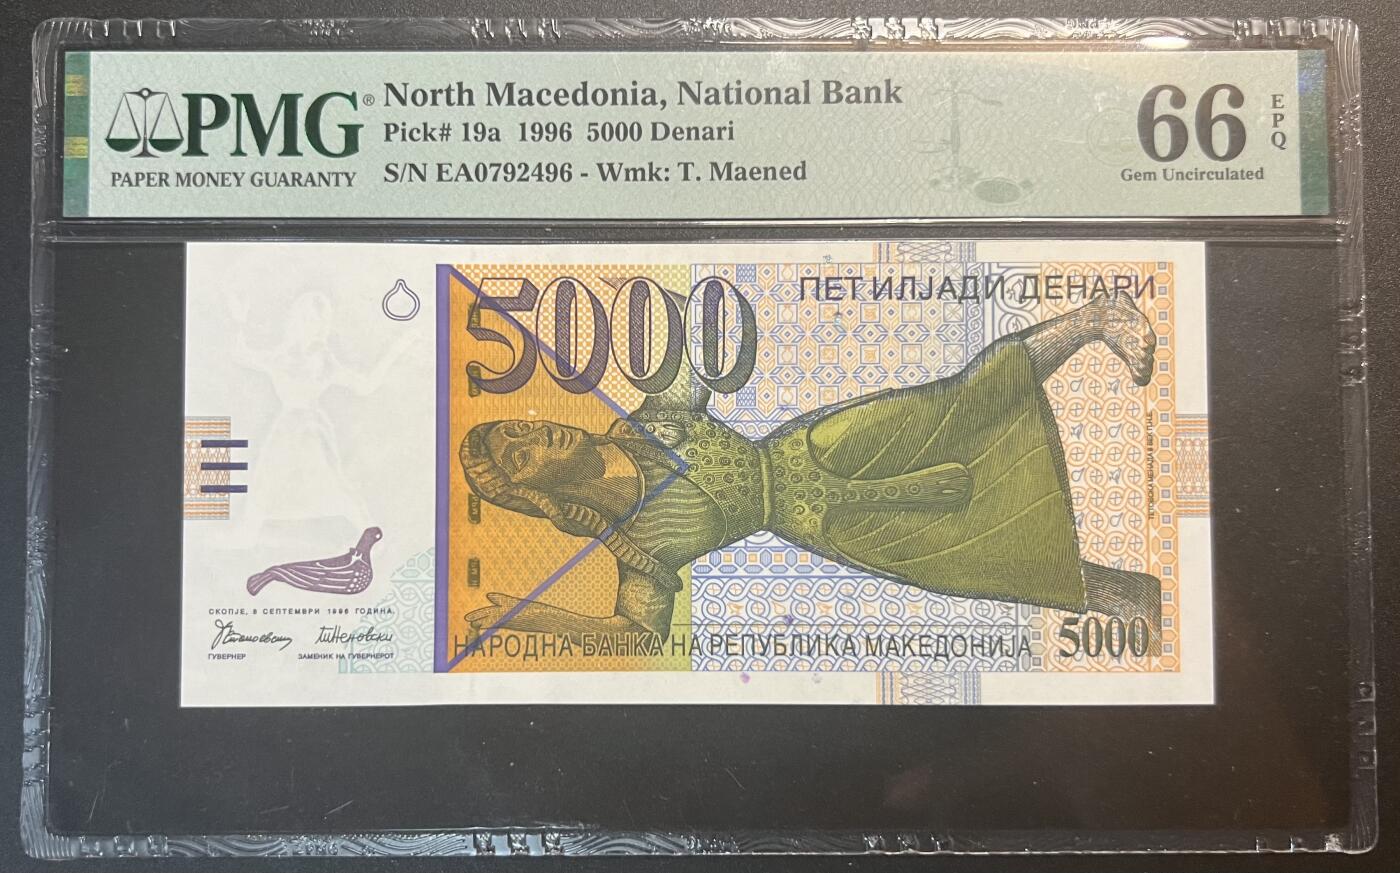 PMG®
PAPER MONEY GUARANTY
North Macedonia, National Bank
Pick# 19a 1996 5000 Denari
S/N EA0792496 - Wmk: T. Maened
66
EPQ
Gem Uncirculated
5000
ПЕТ ИЛЈАДИ ДЕНАРИ
СКОПЈЕ, 8 СЕПТЕМВРИ 1996 ГОДИНА.
ГУВЕРНЕР
ЗАМЕНИК НА ГУВЕРНЕРОТ
НАРОДНА БАНКА НА РЕПУБЛИКА МАКЕДОНИЈА
5000